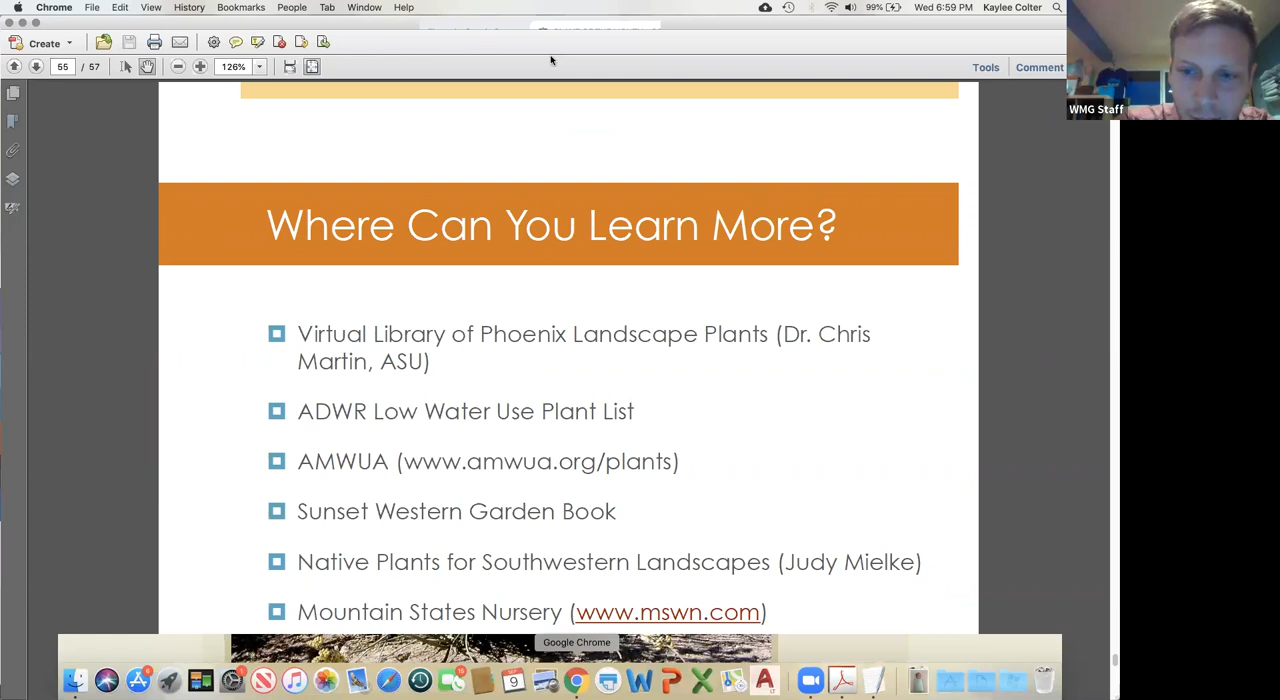 Chrome File Edit View History Bookmarks People Tab Window Help 99% Wed 6:59 PM Kaylee Colter
Create
55 / 57 126% Tools Comment
WMG Staff
Where Can You Learn More?
Virtual Library of Phoenix Landscape Plants (Dr. Chris
Martin, ASU)
ADWR Low Water Use Plant List
AMWUA (www.amwua.org/plants)
Sunset Western Garden Book
Native Plants for Southwestern Landscapes (Judy Mielke)
Mountain States Nursery (www.mswn.com)
Google Chrome